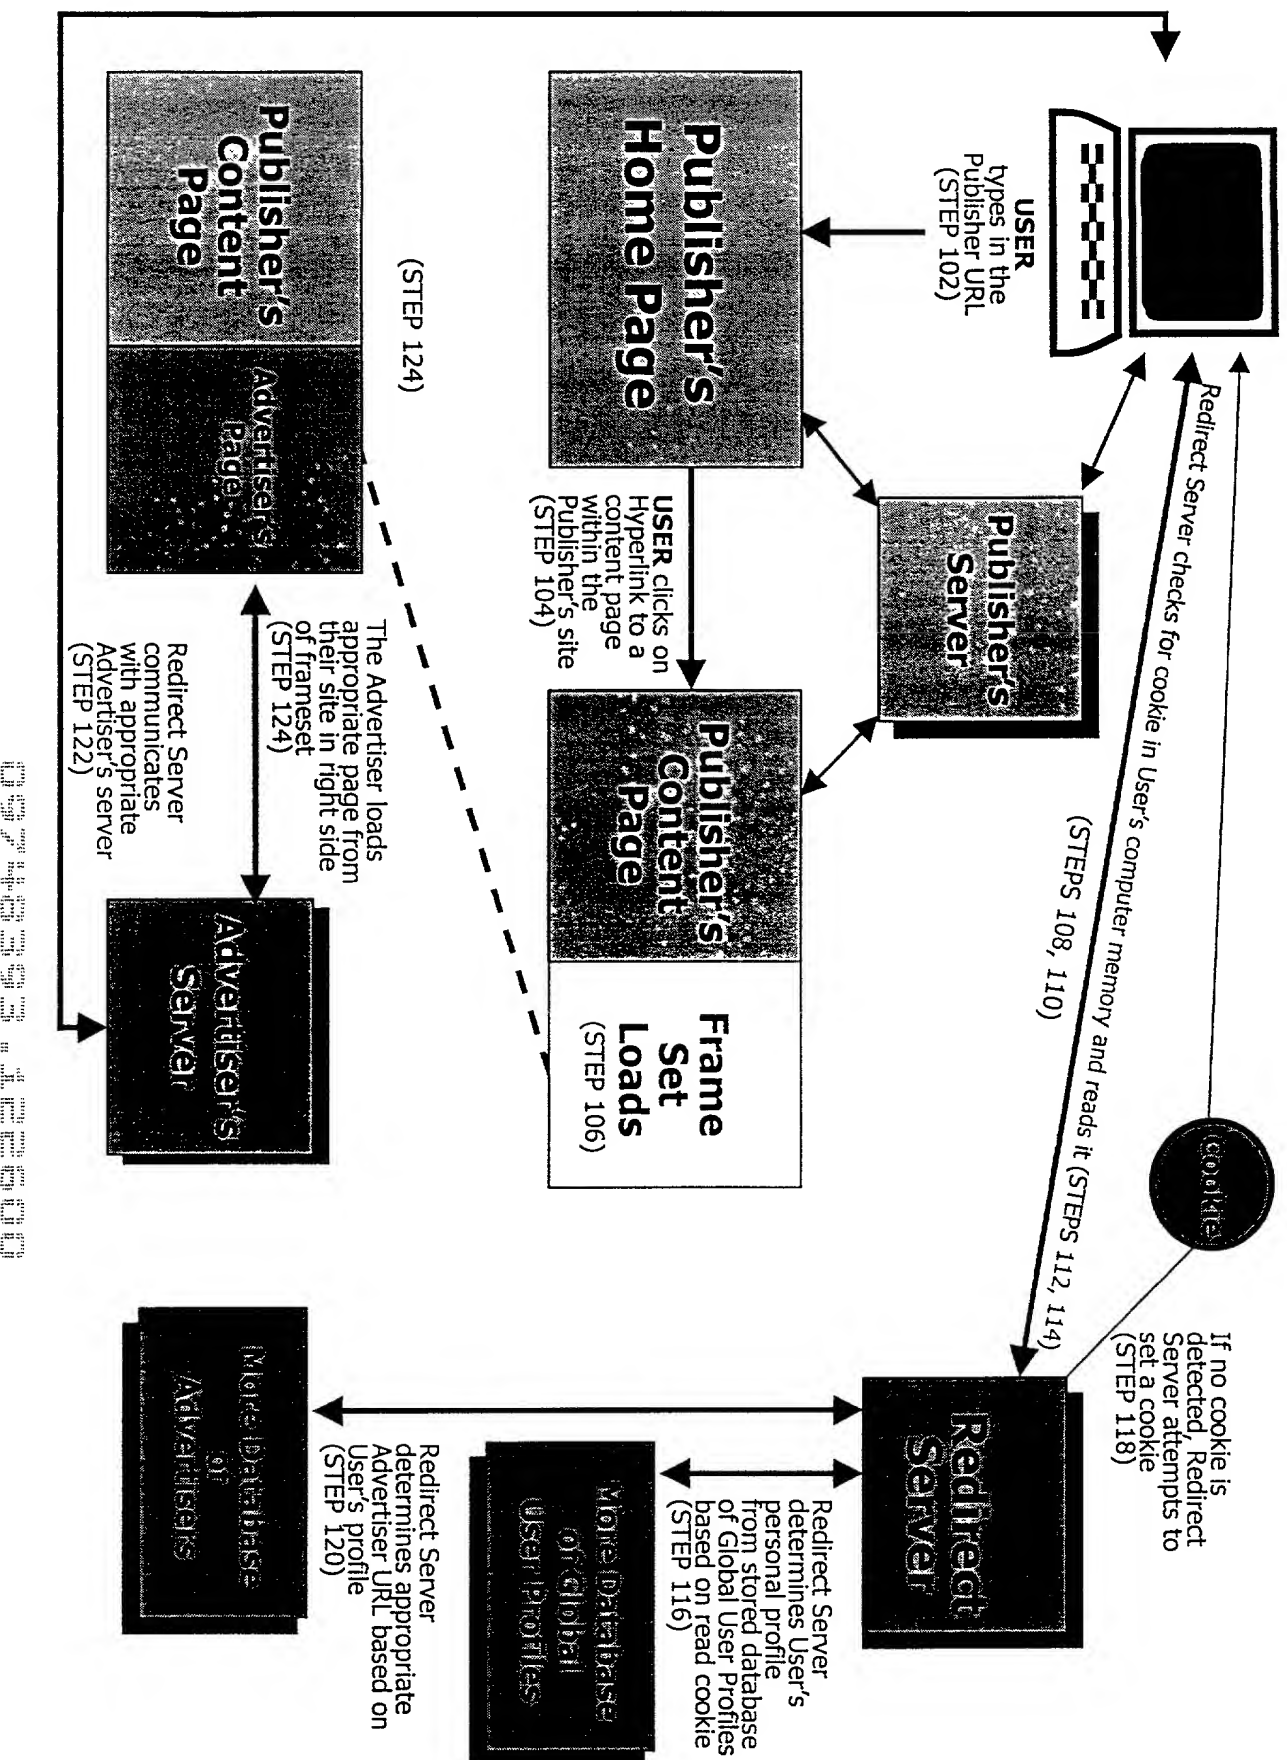 USER
types in the
Publisher URL
(STEP 102)
Publisher's
Home Page
Publisher's
Server
Redirect Server checks for cookie in User's computer memory and reads it (STEPS 112, 114)
(STEPS 108, 110)
cookie
If no cookie is
detected, Redirect
Server attempts to
set a cookie
(STEP 118)
Redirect
Server
USER clicks on
Hyperlink to a
content page
within the
Publisher's site
(STEP 104)
Publisher's
Content
Page
Frame
Set
Loads
(STEP 106)
Redirect Server
determines User's
personal profile
from stored database
of Global User Profiles
based on read cookie
(STEP 116)
More Database
of Global
User Profiles
(STEP 124)
Publisher's
Content
Page
Advertiser's
Page
The Advertiser loads
appropriate page from
their site in right side
of frameset
(STEP 124)
Redirect Server
communicates
with appropriate
Advertiser's server
(STEP 122)
Advertiser's
Server
Redirect Server
determines appropriate
Advertiser URL based on
User's profile
(STEP 120)
More Database
of
Advertisers
09748393.122600